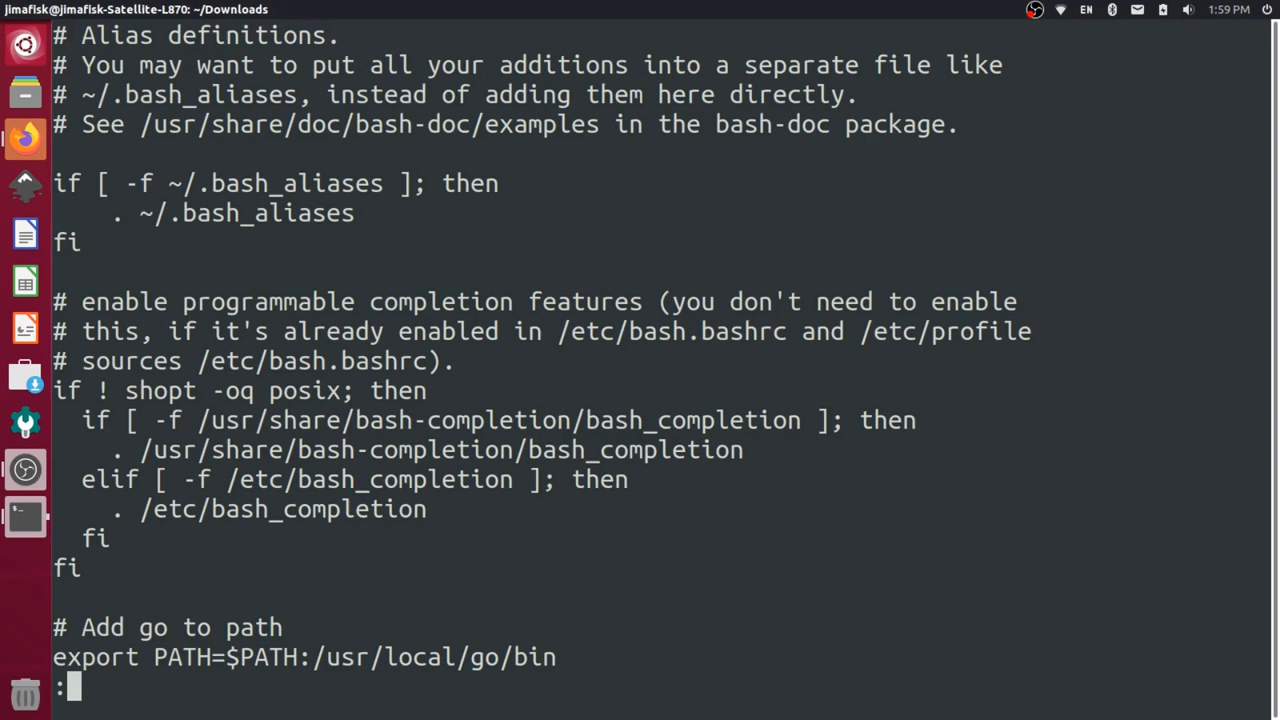 jimafisk@jimafisk-Satellite-L870: ~/Downloads
EN
1:59 PM
# Alias definitions.
# You may want to put all your additions into a separate file like
# ~/.bash_aliases, instead of adding them here directly.
# See /usr/share/doc/bash-doc/examples in the bash-doc package.
if [ -f ~/.bash_aliases ]; then
    . ~/.bash_aliases
fi
# enable programmable completion features (you don't need to enable
# this, if it's already enabled in /etc/bash.bashrc and /etc/profile
# sources /etc/bash.bashrc).
if ! shopt -oq posix; then
  if [ -f /usr/share/bash-completion/bash_completion ]; then
    . /usr/share/bash-completion/bash_completion
  elif [ -f /etc/bash_completion ]; then
    . /etc/bash_completion
  fi
fi
# Add go to path
export PATH=$PATH:/usr/local/go/bin
: